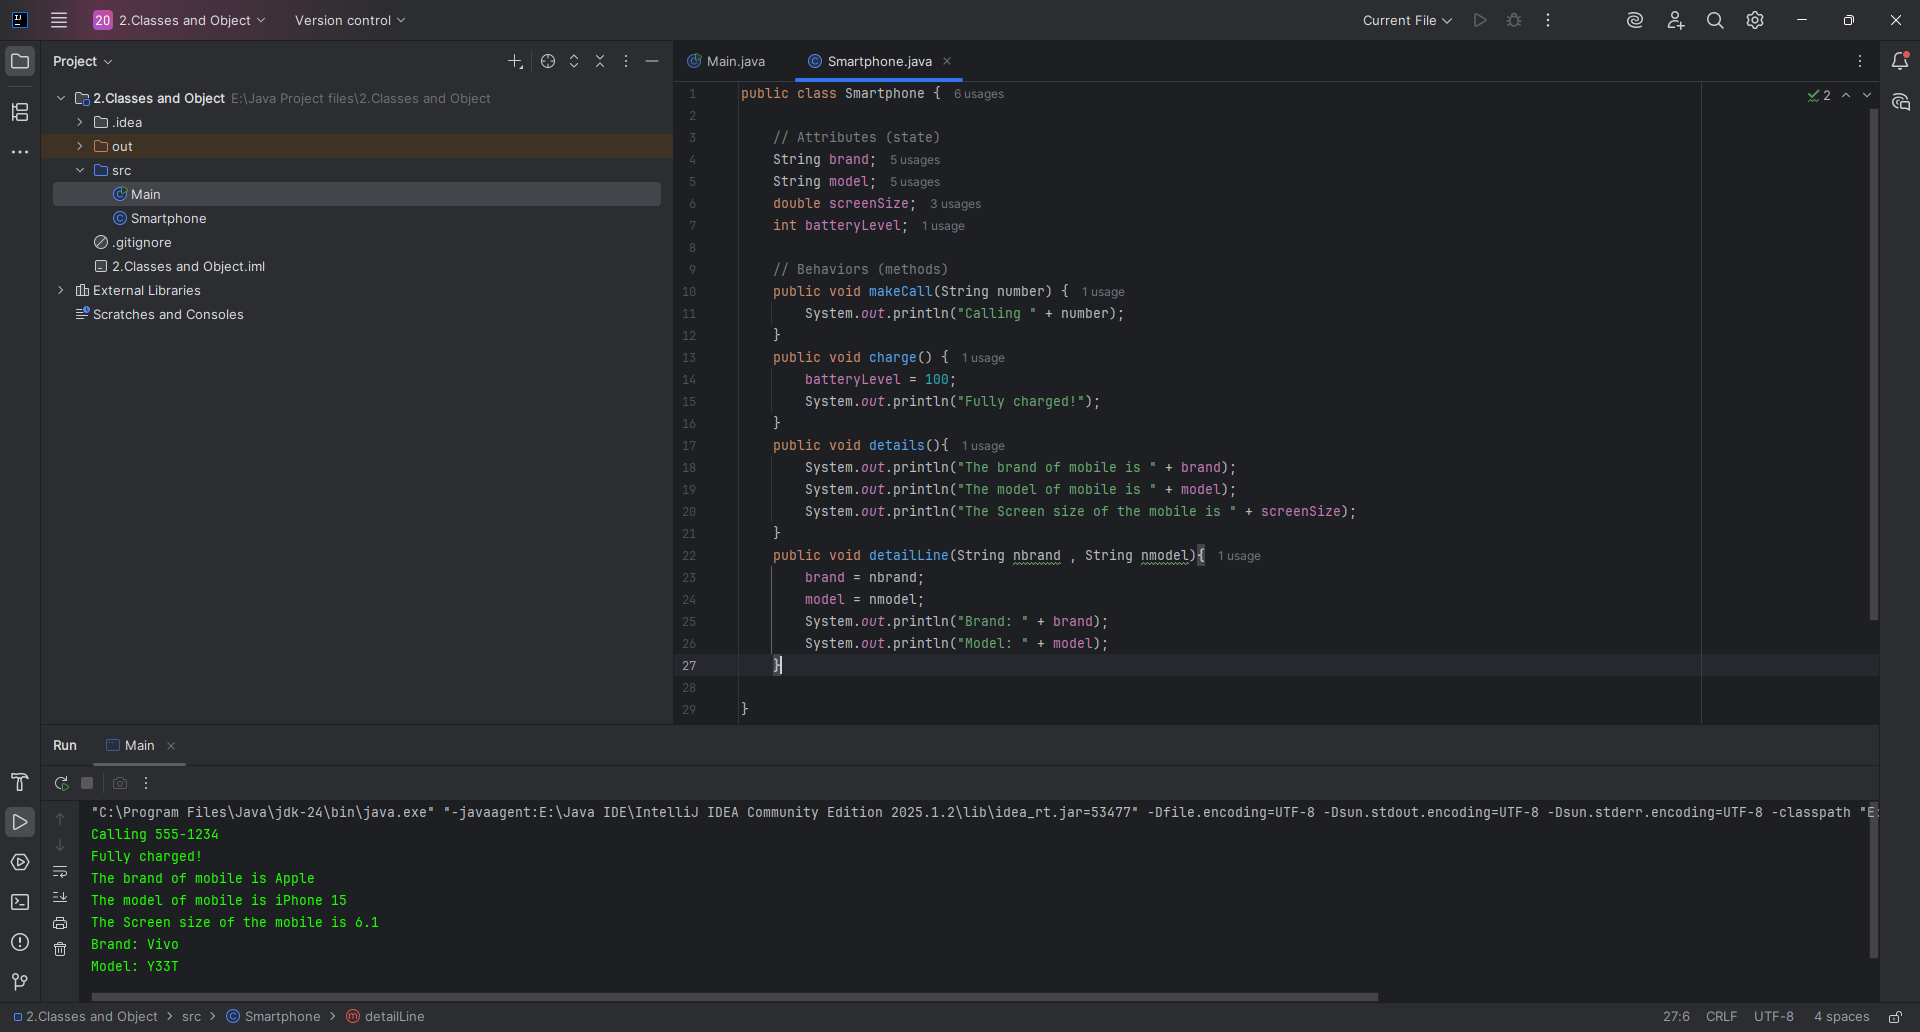 20 2.Classes and Object Version control Current File
Project
Main.java Smartphone.java
2.Classes and Object E:\Java Project files\2.Classes and Object
.idea
out
src
Main
Smartphone
.gitignore
2.Classes and Object.iml
External Libraries
Scratches and Consoles
2
1 public class Smartphone { 6 usages
2
3 // Attributes (state)
4 String brand; 5 usages
5 String model; 5 usages
6 double screenSize; 3 usages
7 int batteryLevel; 1 usage
8
9 // Behaviors (methods)
10 public void makeCall(String number) { 1 usage
11 System.out.println("Calling " + number);
12 }
13 public void charge() { 1 usage
14 batteryLevel = 100;
15 System.out.println("Fully charged!");
16 }
17 public void details(){ 1 usage
18 System.out.println("The brand of mobile is " + brand);
19 System.out.println("The model of mobile is " + model);
20 System.out.println("The Screen size of the mobile is " + screenSize);
21 }
22 public void detailLine(String nbrand , String nmodel){ 1 usage
23 brand = nbrand;
24 model = nmodel;
25 System.out.println("Brand: " + brand);
26 System.out.println("Model: " + model);
27 }
28
29 }
Run Main
"C:\Program Files\Java\jdk-24\bin\java.exe" "-javaagent:E:\Java IDE\IntelliJ IDEA Community Edition 2025.1.2\lib\idea_rt.jar=53477" -Dfile.encoding=UTF-8 -Dsun.stdout.encoding=UTF-8 -Dsun.stderr.encoding=UTF-8 -classpath "E:
Calling 555-1234
Fully charged!
The brand of mobile is Apple
The model of mobile is iPhone 15
The Screen size of the mobile is 6.1
Brand: Vivo
Model: Y33T
2.Classes and Object > src > Smartphone > detailLine 27:6 CRLF UTF-8 4 spaces